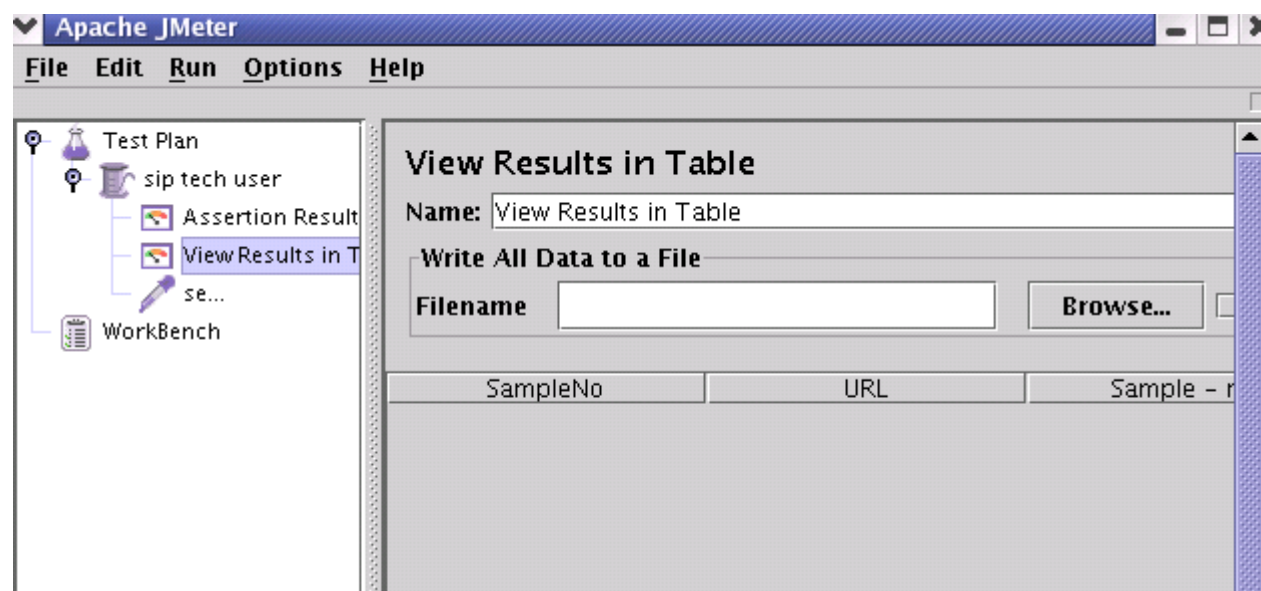 Apache JMeter
File Edit Run Options Help
Test Plan
sip tech user
Assertion Result
View Results in T
se...
WorkBench
View Results in Table
Name: View Results in Table
Write All Data to a File
Filename Browse...
SampleNo URL Sample -